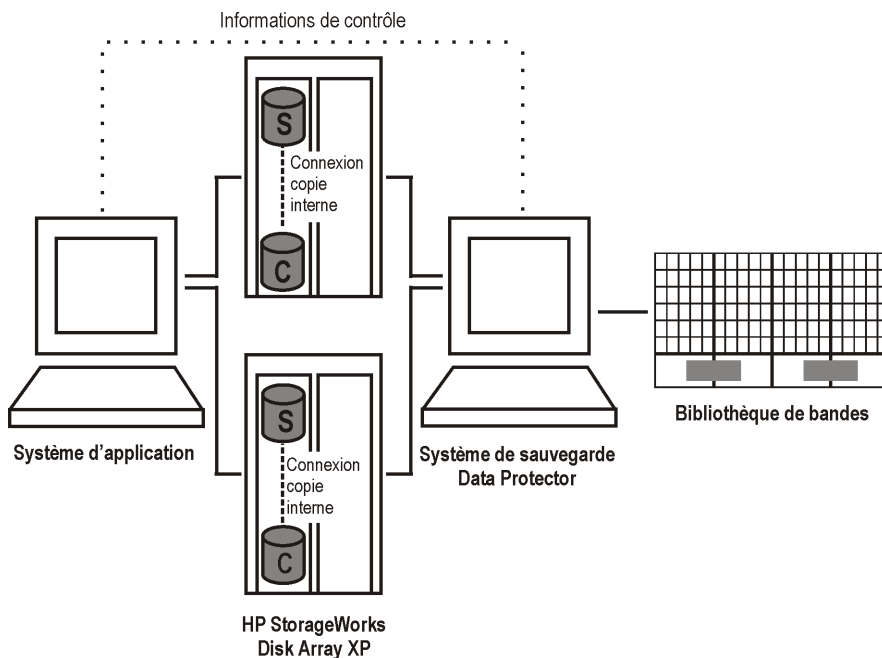 Informations de contrôle
S
Connexion
copie
interne
C
S
Connexion
copie
interne
C
Système d'application
Système de sauvegarde
Data Protector
Bibliothèque de bandes
HP StorageWorks
Disk Array XP